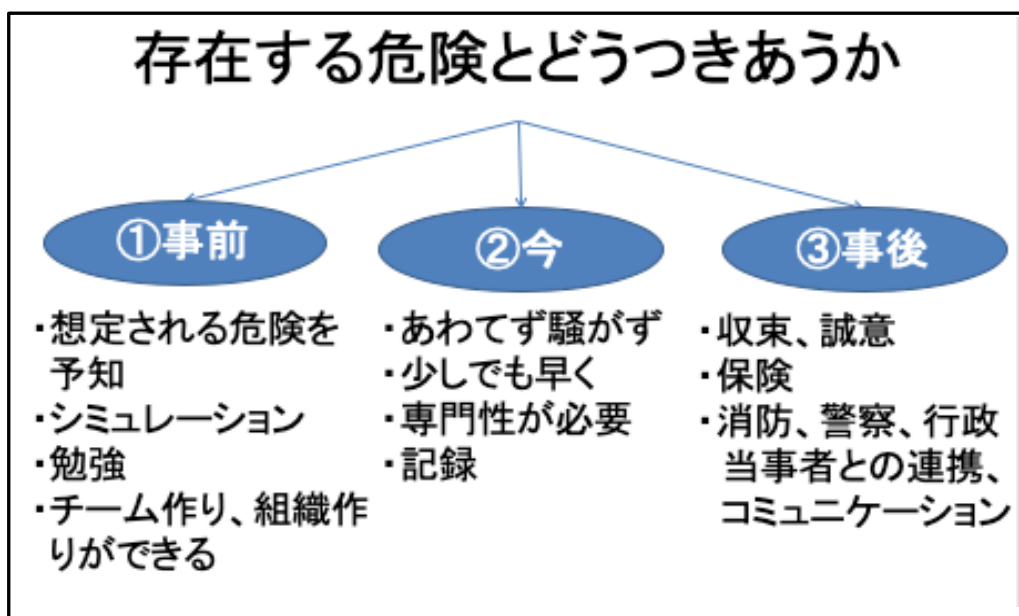 存在する危険とどうつきあうか
①事前
・想定される危険を
予知
・シミュレーション
・勉強
・チーム作り、組織作
りができる
②今
・あわてず騒がず
・少しでも早く
・専門性が必要
・記録
③事後
・収束、誠意
・保険
・消防、警察、行政
当事者との連携、
コミュニケーション